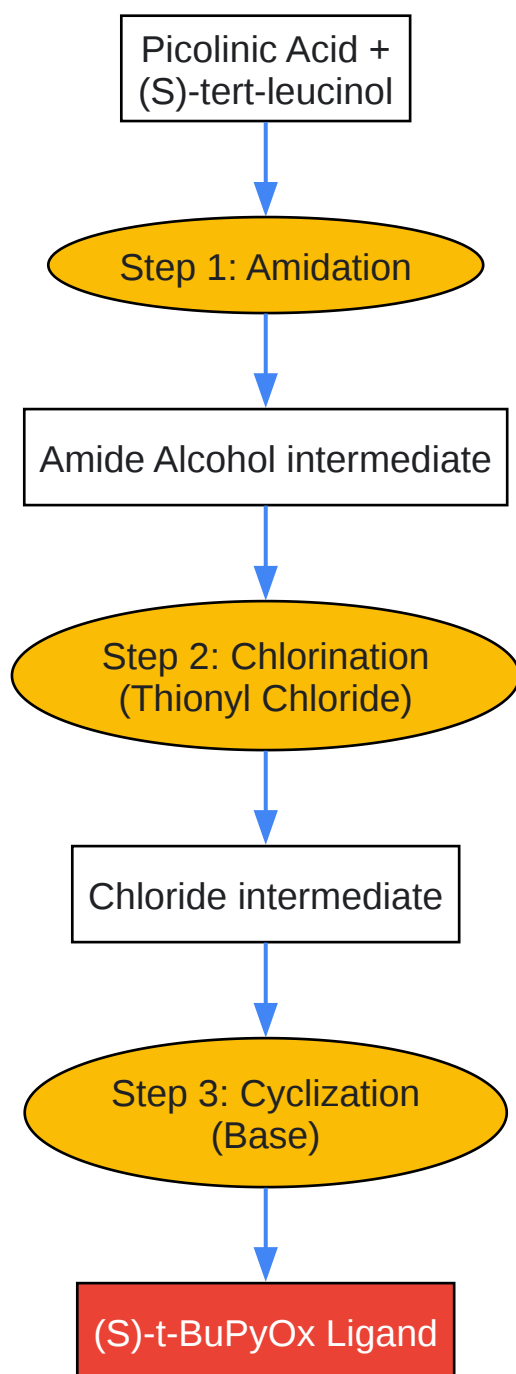 Picolinic Acid +
(S)-tert-leucinol
Step 1: Amidation
Amide Alcohol intermediate
Step 2: Chlorination
(Thionyl Chloride)
Chloride intermediate
Step 3: Cyclization
(Base)
(S)-t-BuPyOx Ligand